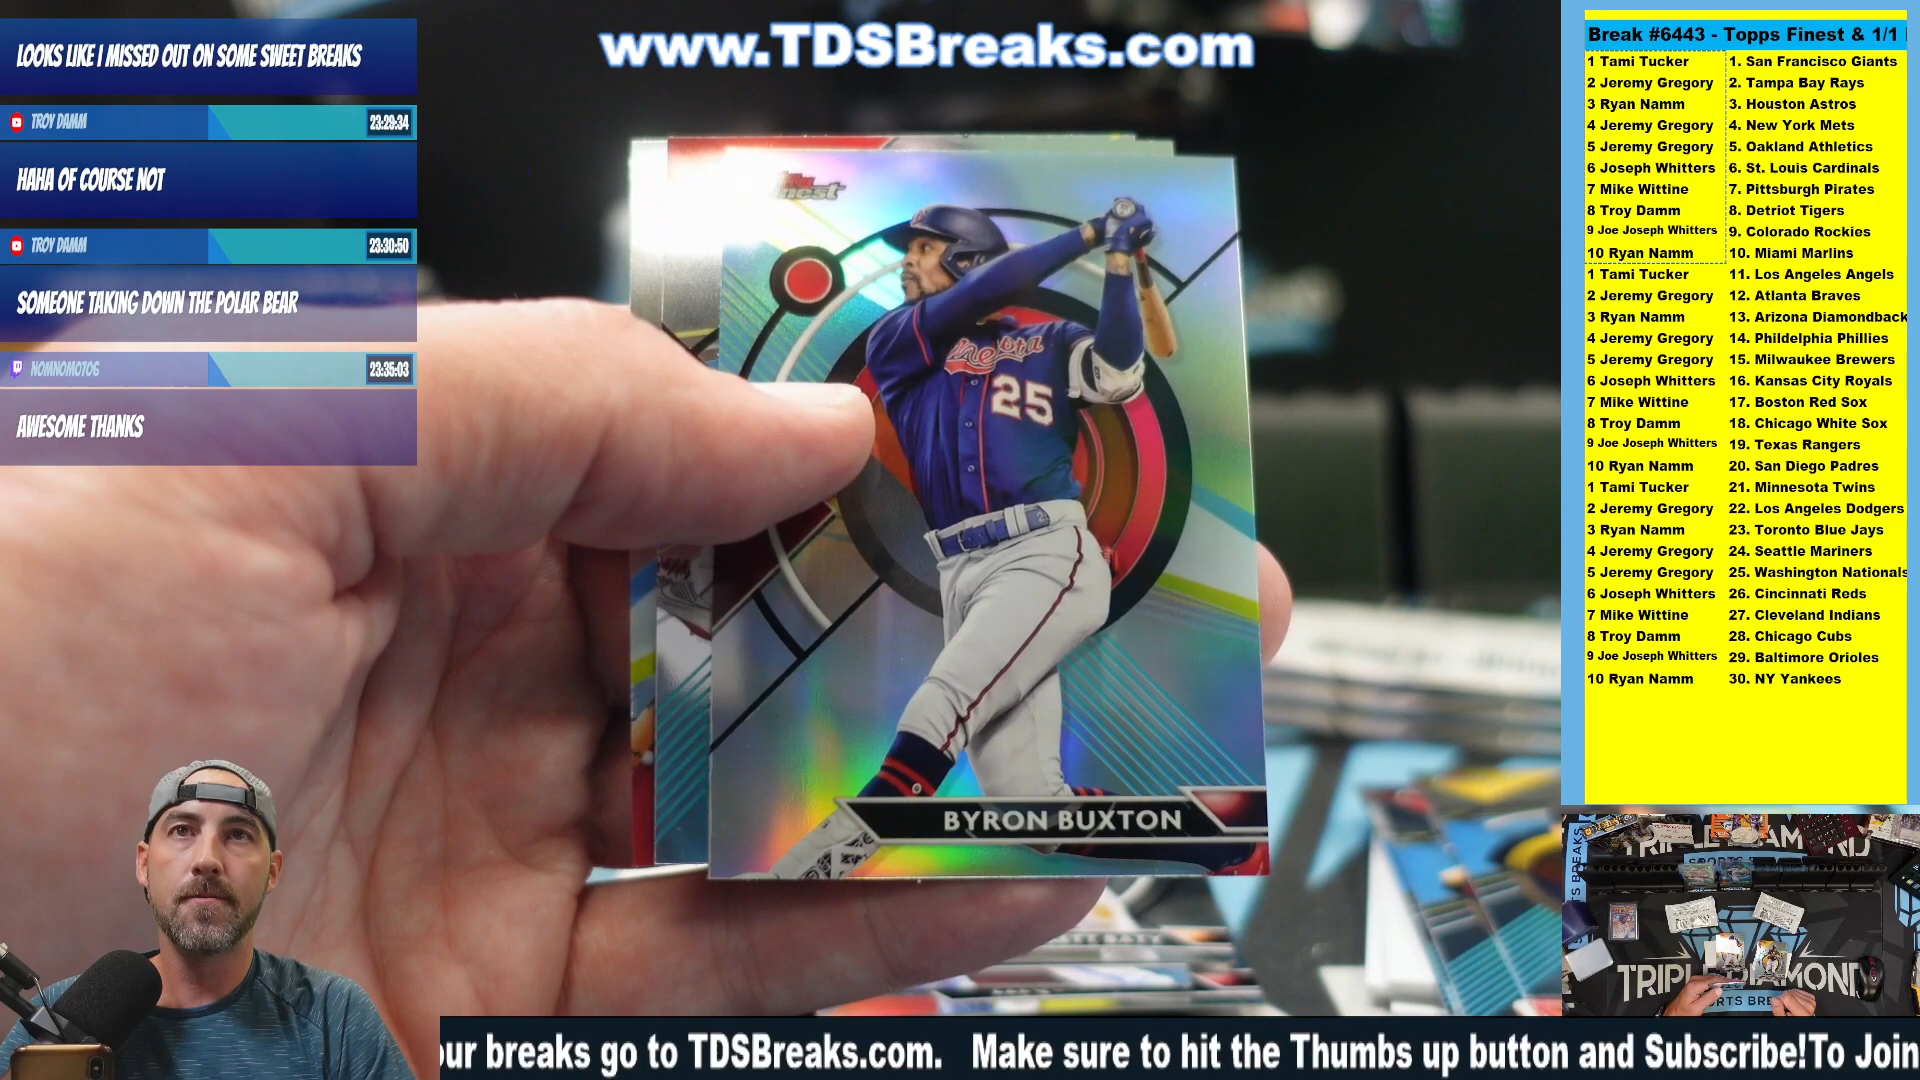 LOOKS LIKE I MISSED OUT ON SOME SWEET BREAKS
TROY DAMM 23:29:34
HAHA OF COURSE NOT
TROY DAMM 23:30:50
SOMEONE TAKING DOWN THE POLAR BEAR
NOMNOMO706 23:35:03
AWESOME THANKS
www.TDSBreaks.com
25
BYRON BUXTON
Break #6443 - Topps Finest & 1/1
1 Tami Tucker 1. San Francisco Giants
2 Jeremy Gregory 2. Tampa Bay Rays
3 Ryan Namm 3. Houston Astros
4 Jeremy Gregory 4. New York Mets
5 Jeremy Gregory 5. Oakland Athletics
6 Joseph Whitters 6. St. Louis Cardinals
7 Mike Wittine 7. Pittsburgh Pirates
8 Troy Damm 8. Detriot Tigers
9 Joe Joseph Whitters 9. Colorado Rockies
10 Ryan Namm 10. Miami Marlins
1 Tami Tucker 11. Los Angeles Angels
2 Jeremy Gregory 12. Atlanta Braves
3 Ryan Namm 13. Arizona Diamondback
4 Jeremy Gregory 14. Phildelphia Phillies
5 Jeremy Gregory 15. Milwaukee Brewers
6 Joseph Whitters 16. Kansas City Royals
7 Mike Wittine 17. Boston Red Sox
8 Troy Damm 18. Chicago White Sox
9 Joe Joseph Whitters 19. Texas Rangers
10 Ryan Namm 20. San Diego Padres
1 Tami Tucker 21. Minnesota Twins
2 Jeremy Gregory 22. Los Angeles Dodgers
3 Ryan Namm 23. Toronto Blue Jays
4 Jeremy Gregory 24. Seattle Mariners
5 Jeremy Gregory 25. Washington Nationals
6 Joseph Whitters 26. Cincinnati Reds
7 Mike Wittine 27. Cleveland Indians
8 Troy Damm 28. Chicago Cubs
9 Joe Joseph Whitters 29. Baltimore Orioles
10 Ryan Namm 30. NY Yankees
our breaks go to TDSBreaks.com. Make sure to hit the Thumbs up button and Subscribe!To Join